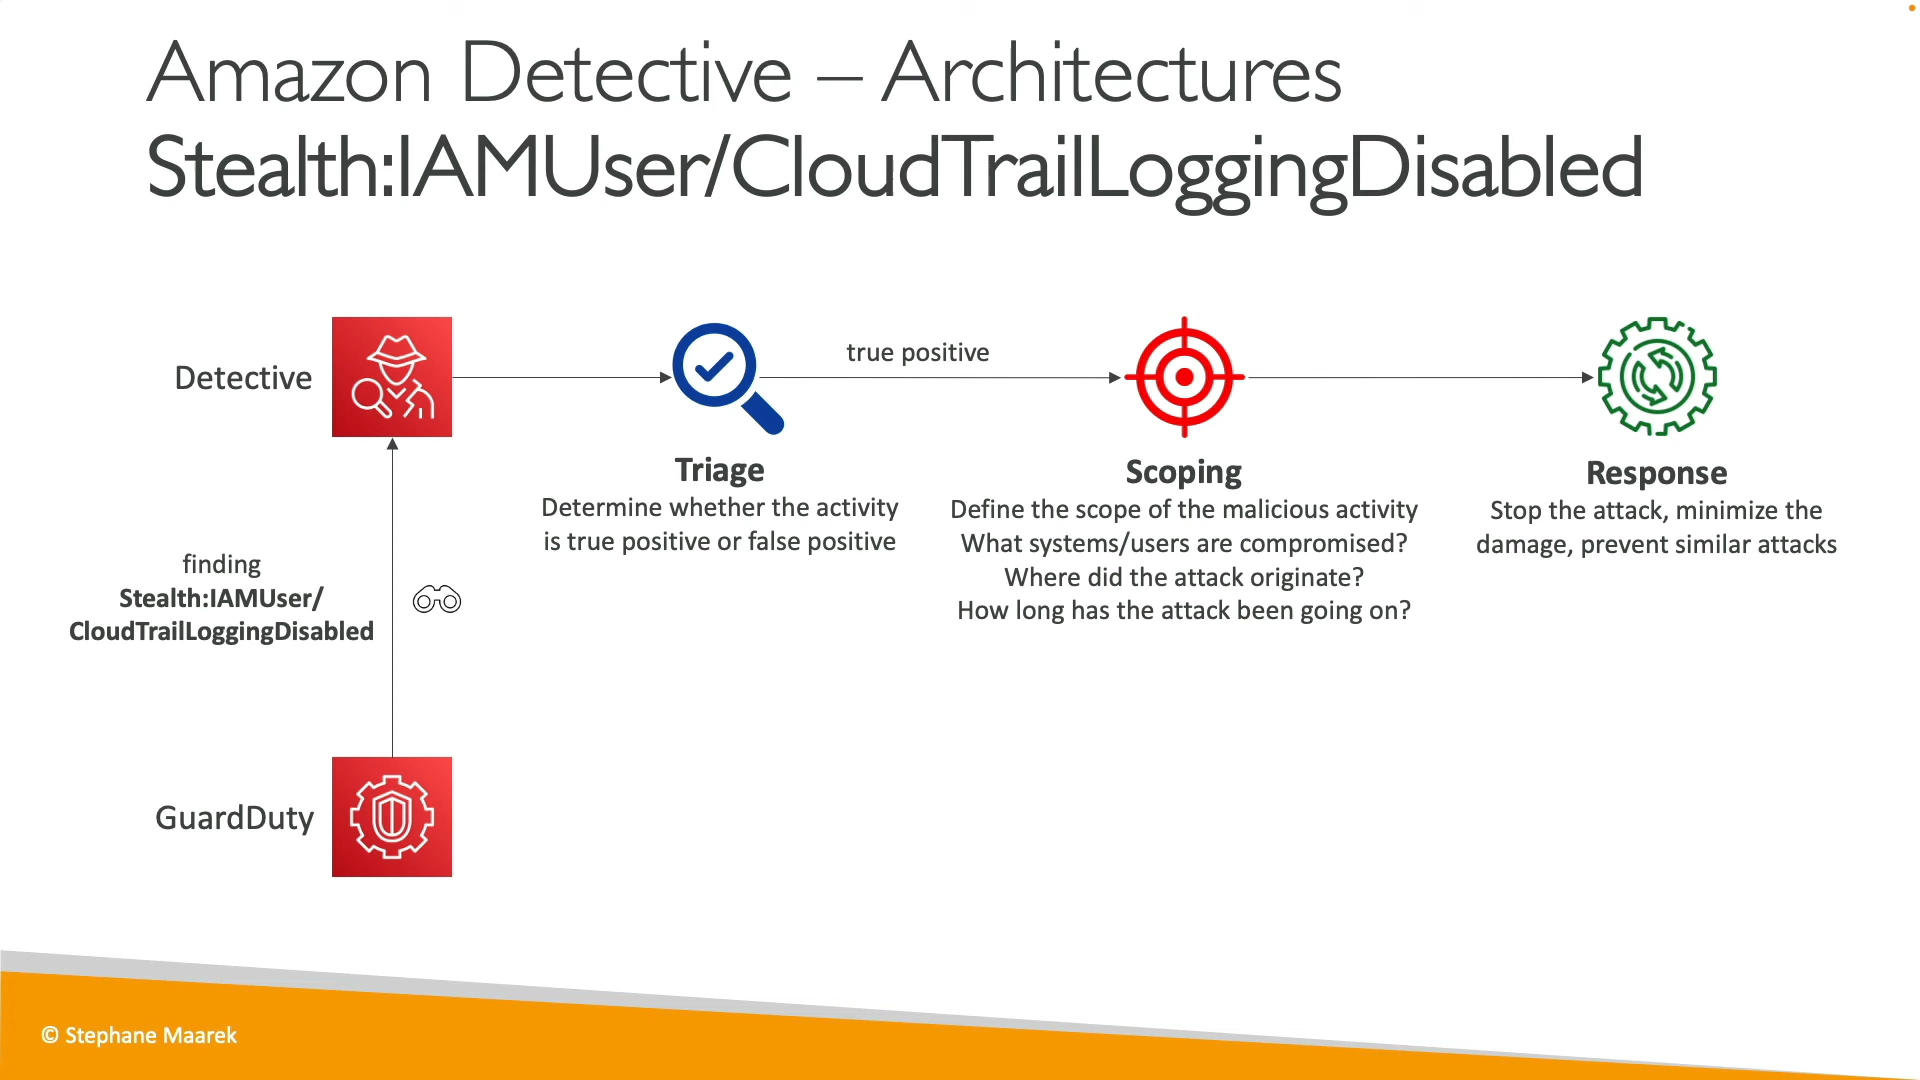 Amazon Detective – Architectures
Stealth:IAMUser/CloudTrailLoggingDisabled
Detective
true positive
Triage
Determine whether the activity
is true positive or false positive
Scoping
Define the scope of the malicious activity
What systems/users are compromised?
Where did the attack originate?
How long has the attack been going on?
Response
Stop the attack, minimize the
damage, prevent similar attacks
finding
Stealth:IAMUser/
CloudTrailLoggingDisabled
GuardDuty
© Stephane Maarek